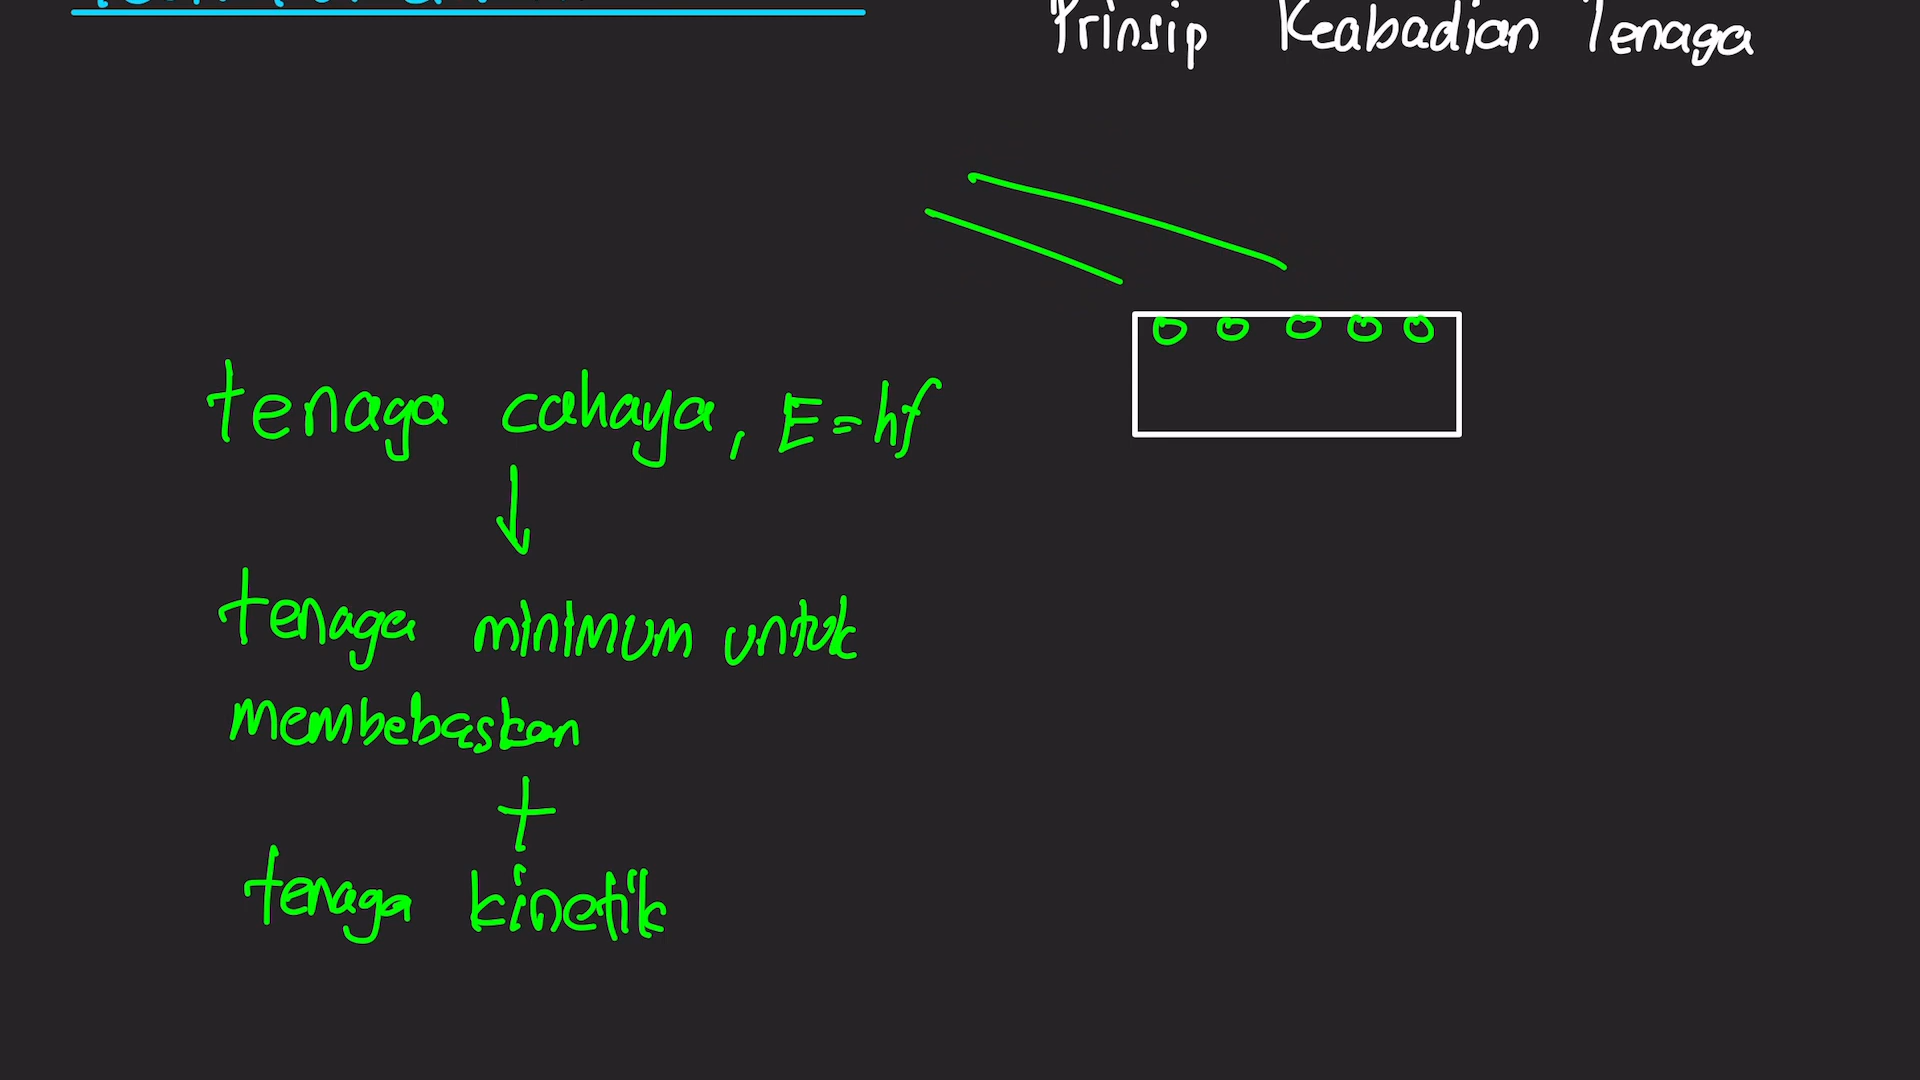 Prinsip Keabadian Tenaga
tenaga cahaya, E = hf
↓
tenaga minimum untuk
membebaskan
+
tenaga kinetik